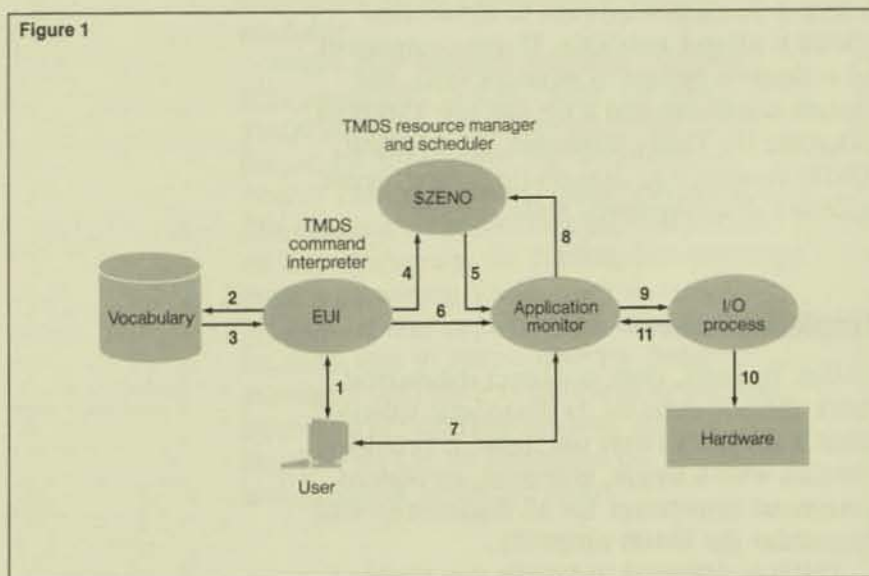 Figure 1
TMDS resource manager
and scheduler
$ZENO
TMDS
command
interpreter
8
4
5
2
9
Vocabulary
EUI
6
Application
monitor
I/O
process
3
11
10
1
7
Hardware
User